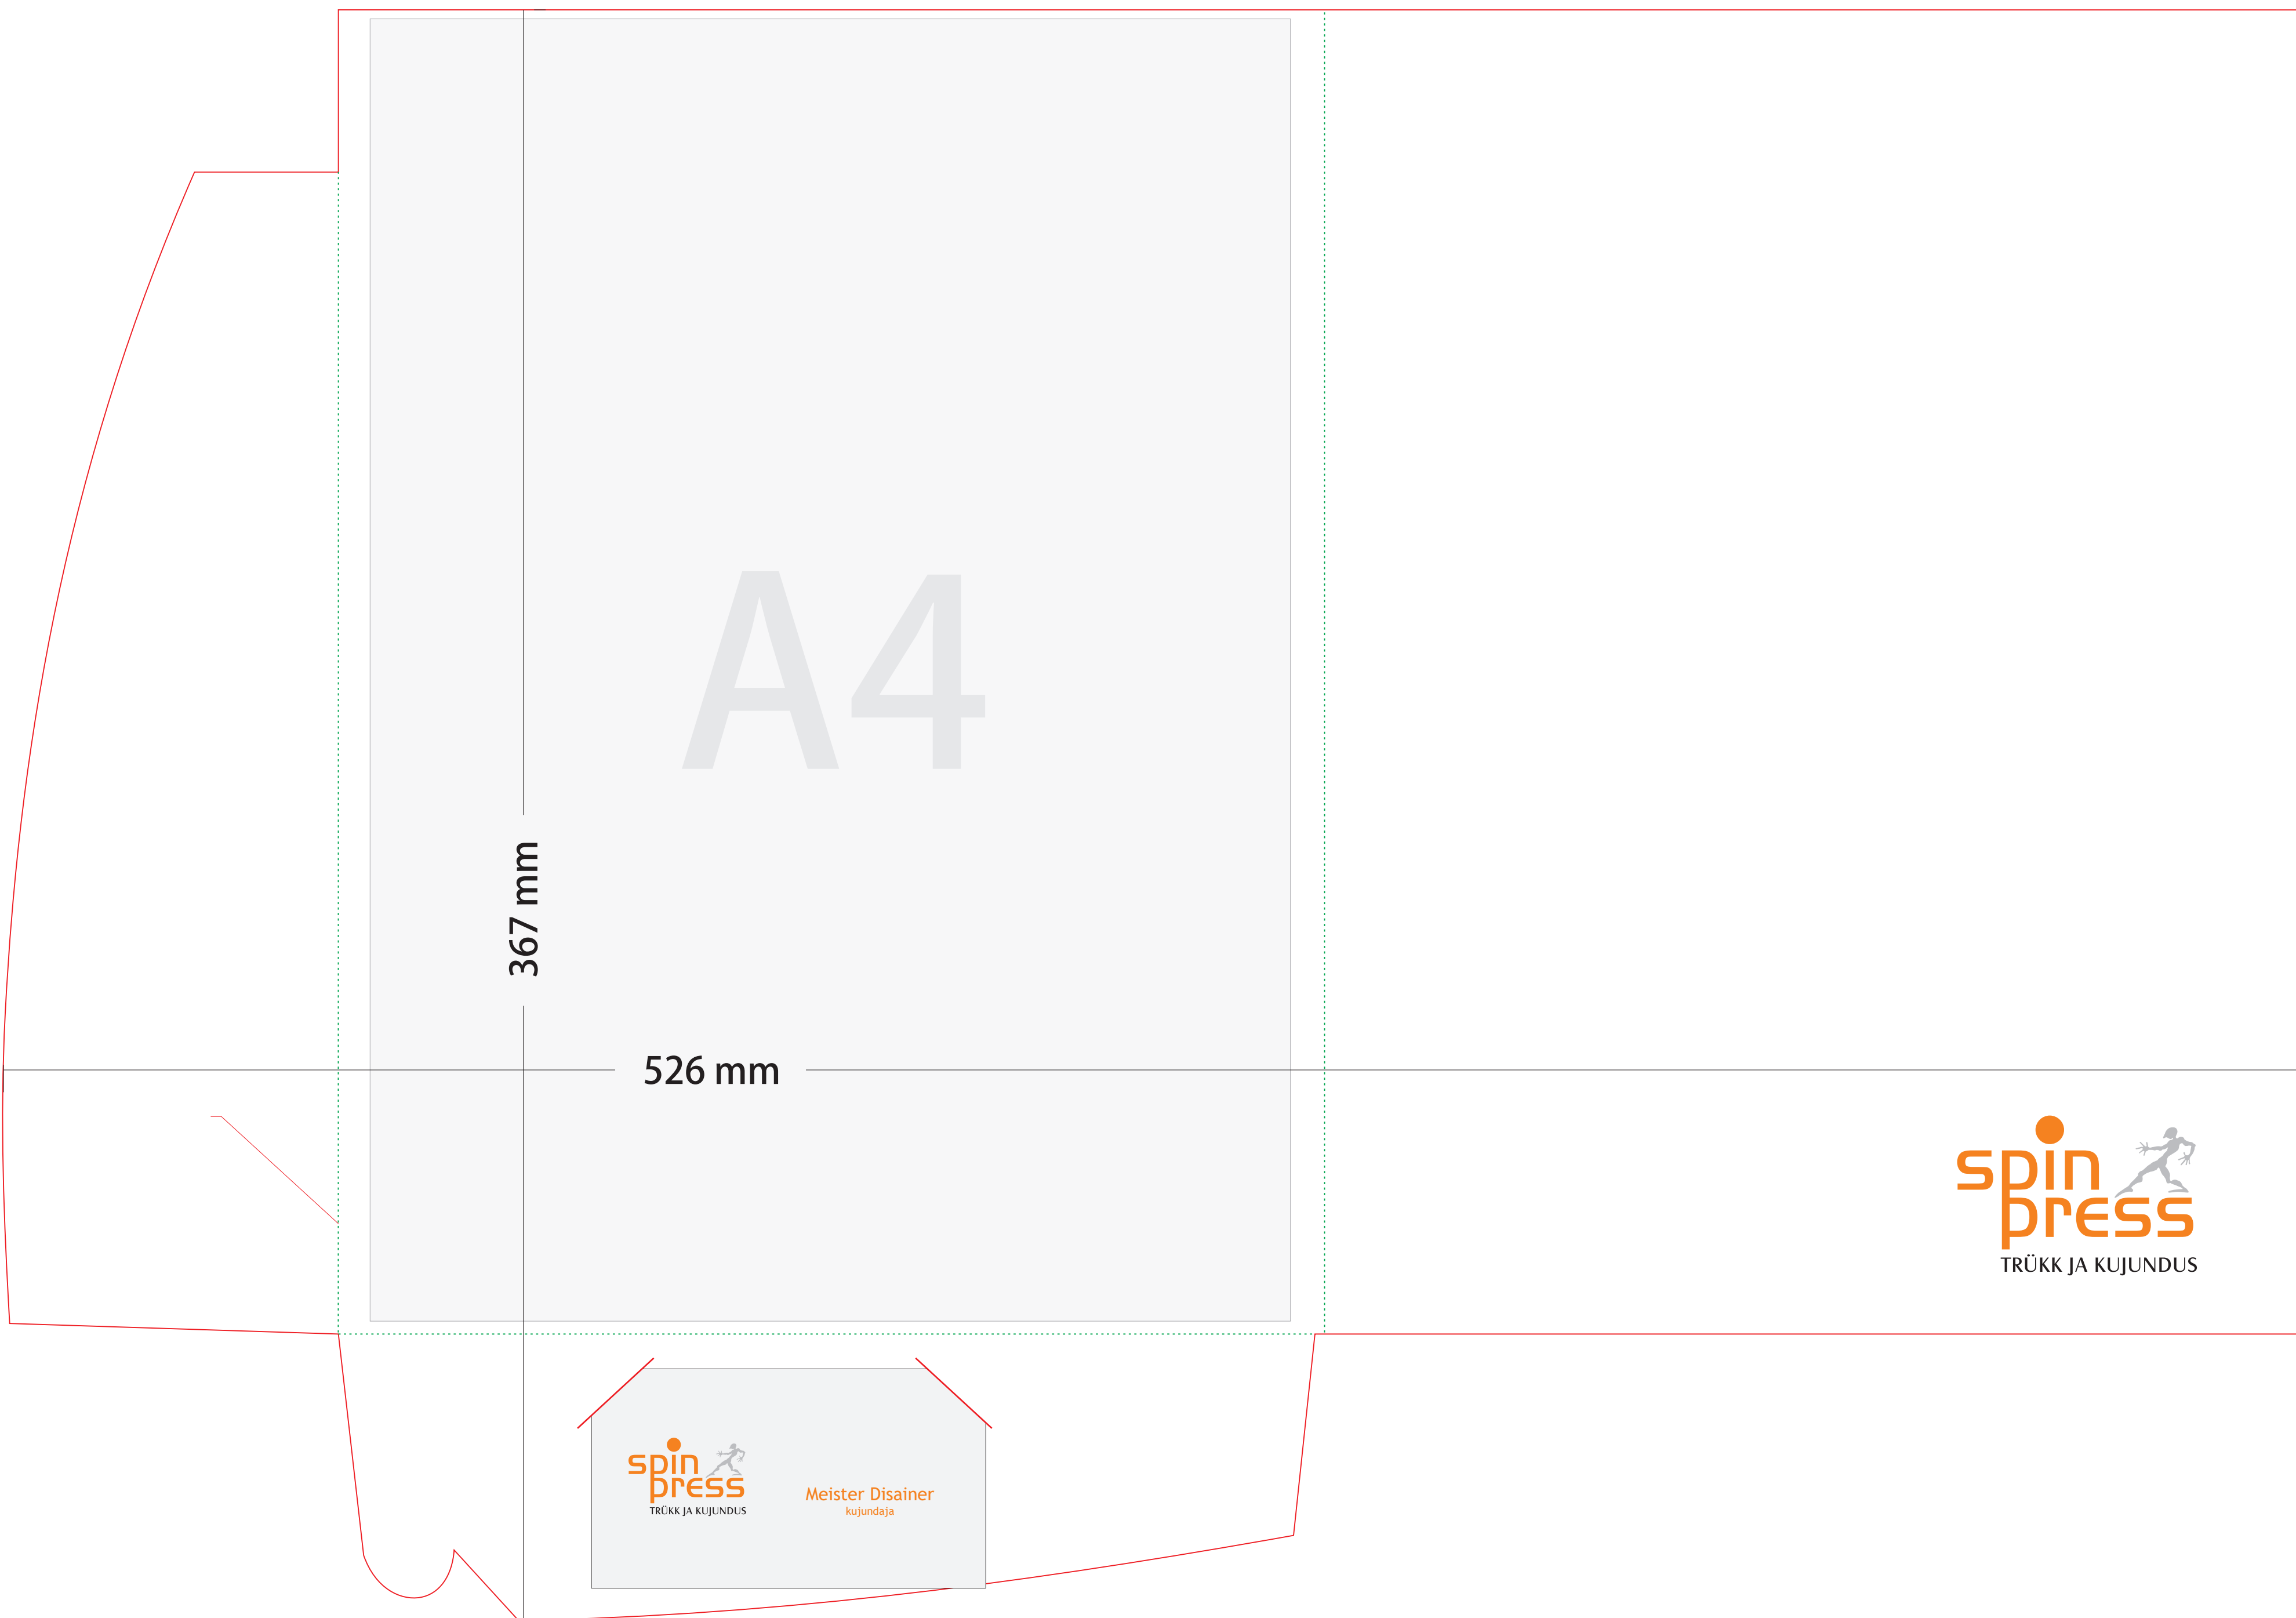 A4
367 mm
526 mm
spin
press
TRÜKK JA KUJUNDUS
spin
press
TRÜKK JA KUJUNDUS
Meister Disainer
kujundaja